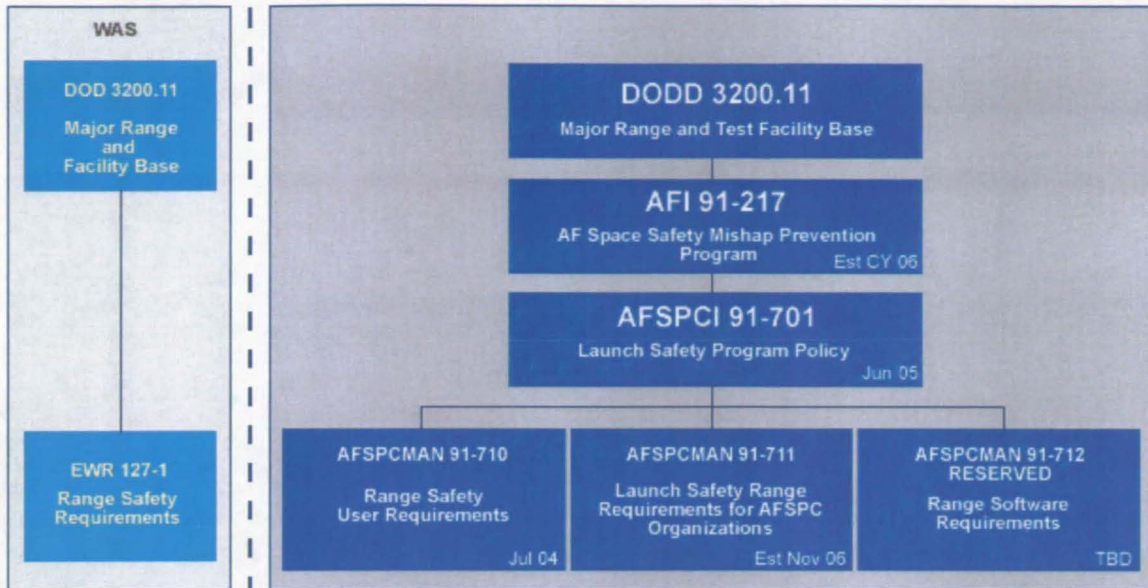 WAS
DOD 3200.11
Major Range
and
Facility Base
EWR 127-1
Range Safety
Requirements
DODD 3200.11
Major Range and Test Facility Base
AFI 91-217
AF Space Safety Mishap Prevention
Program
Est CY 06
AFSPCI 91-701
Launch Safety Program Policy
Jun 05
AFSPCMAN 91-710
Range Safety
User Requirements
Jul 04
AFSPCMAN 91-711
Launch Safety Range
Requirements for AFSPC
Organizations
Est Nov 06
AFSPCMAN 91-712
RESERVED
Range Software
Requirements
TBD